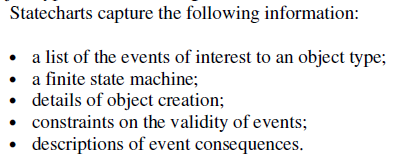 Statecharts capture the following information:
• a list of the events of interest to an object type;
• a finite state machine;
• details of object creation;
• constraints on the validity of events;
• descriptions of event consequences.